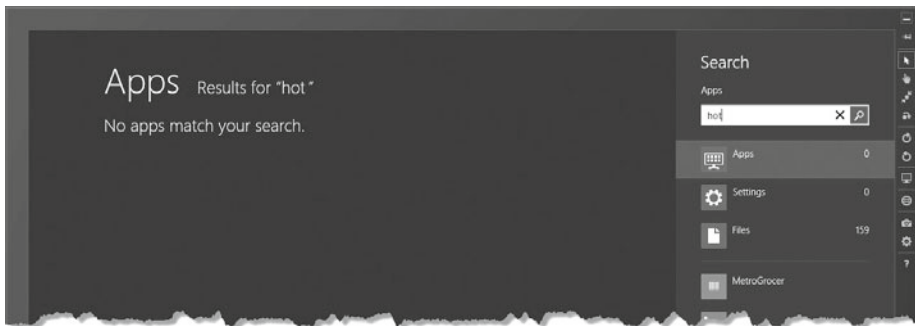 Apps Results for "hot"
No apps match your search.
Search
Apps
hot
Apps 0
Settings 0
Files 159
MetroGrocer
?